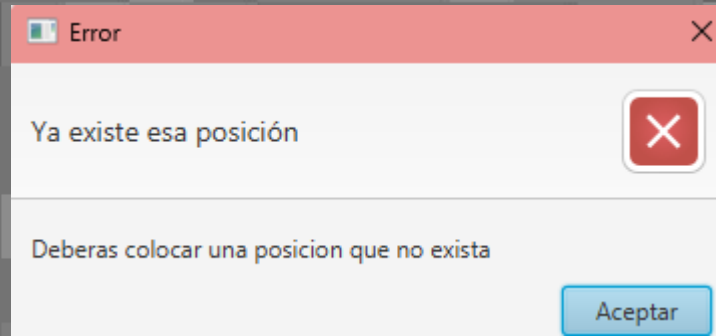 Error
Ya existe esa posición
Deberas colocar una posicion que no exista
Aceptar